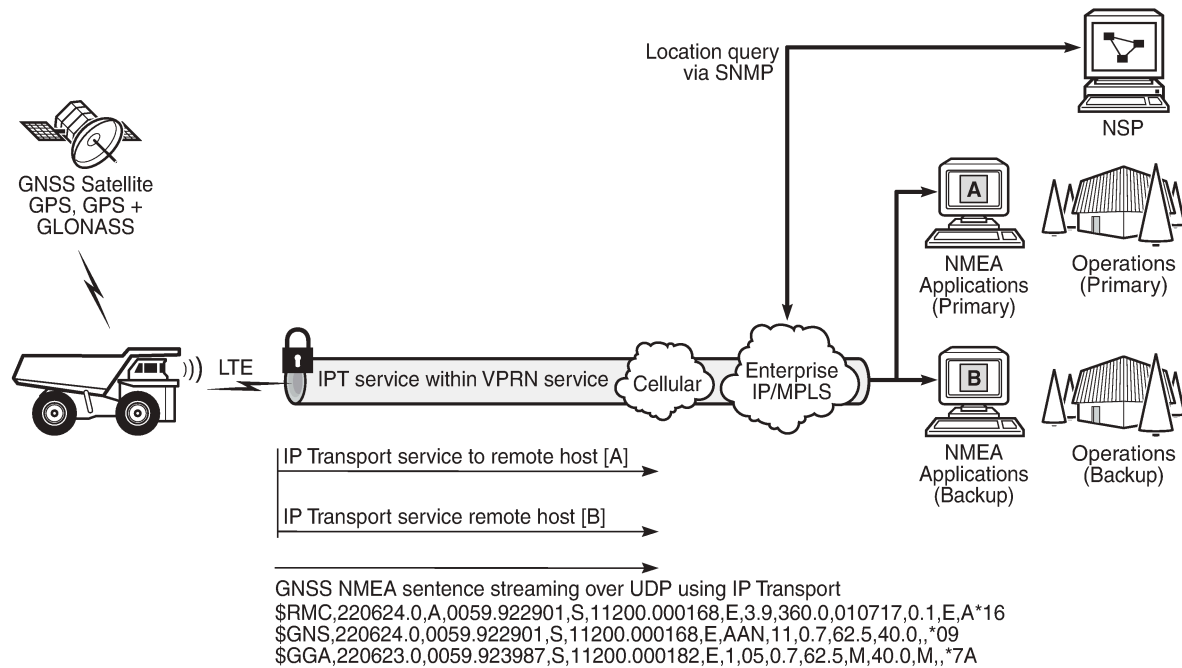 Location query
via SNMP
NSP
GNSS Satellite
GPS, GPS +
GLONASS
A
NMEA
Applications
(Primary)
Operations
(Primary)
LTE
IPT service within VPRN service
Cellular
Enterprise
IP/MPLS
B
NMEA
Applications
(Backup)
Operations
(Backup)
IP Transport service to remote host [A]
IP Transport service remote host [B]
GNSS NMEA sentence streaming over UDP using IP Transport
$RMC,220624.0,A,0059.922901,S,11200.000168,E,3.9,360.0,010717,0.1,E,A*16
$GNS,220624.0,0059.922901,S,11200.000168,E,AAN,11,0.7,62.5,40.0,,*09
$GGA,220623.0,0059.923987,S,11200.000182,E,1,05,0.7,62.5,M,40.0,M,,*7A